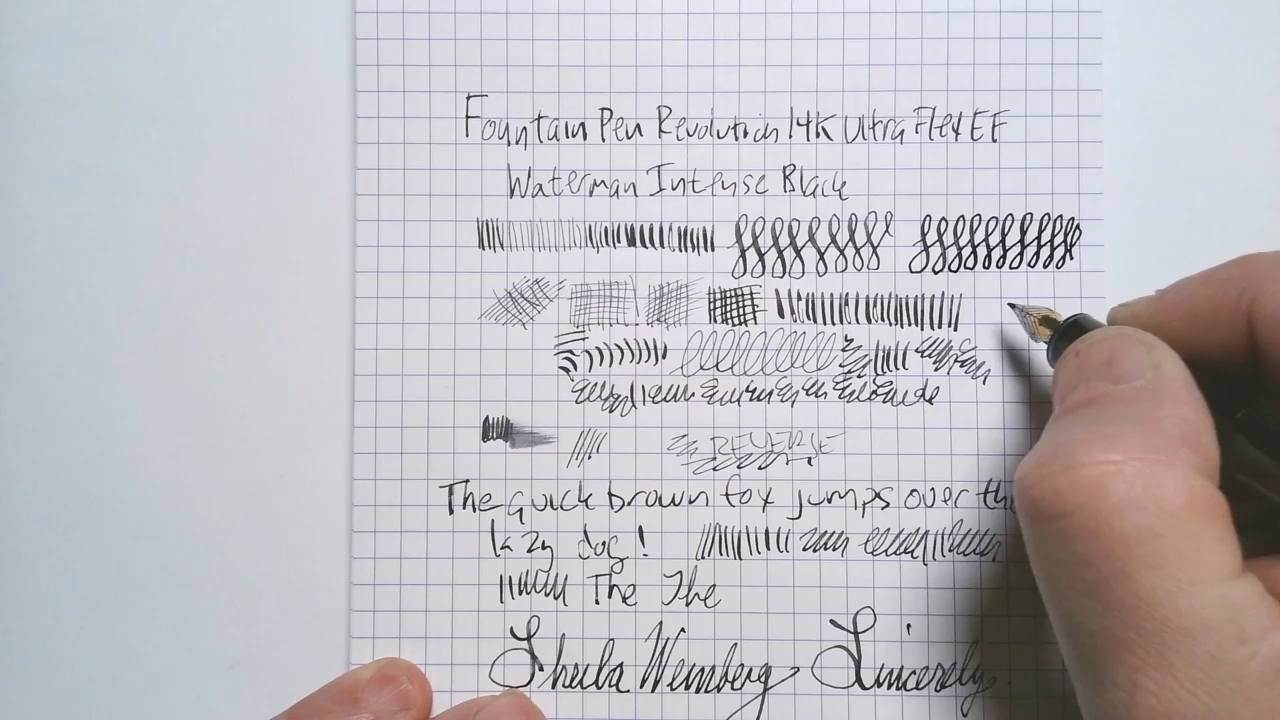 Fountain Pen Revolution 14K Ultra Flex EF
Waterman Intense Black
REVERSE
The quick brown fox jumps over the
lazy dog!
The The
Sheila Weinberg Sincerely,